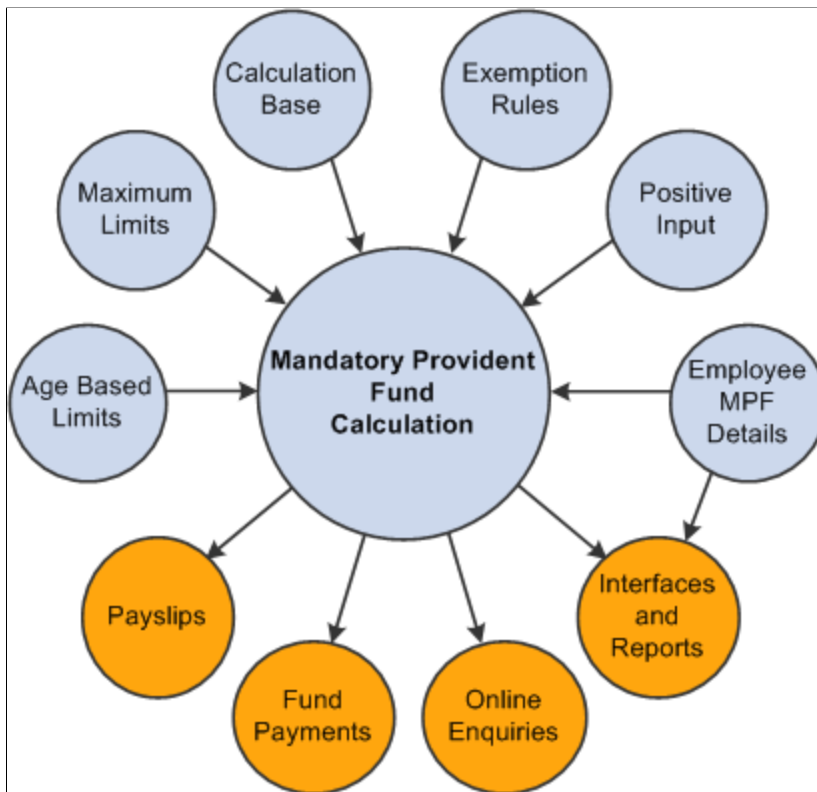 Calculation
Base
Exemption
Rules
Maximum
Limits
Positive
Input
Mandatory Provident
Fund
Calculation
Age Based
Limits
Employee
MPF
Details
Payslips
Interfaces
and
Reports
Fund
Payments
Online
Enquiries